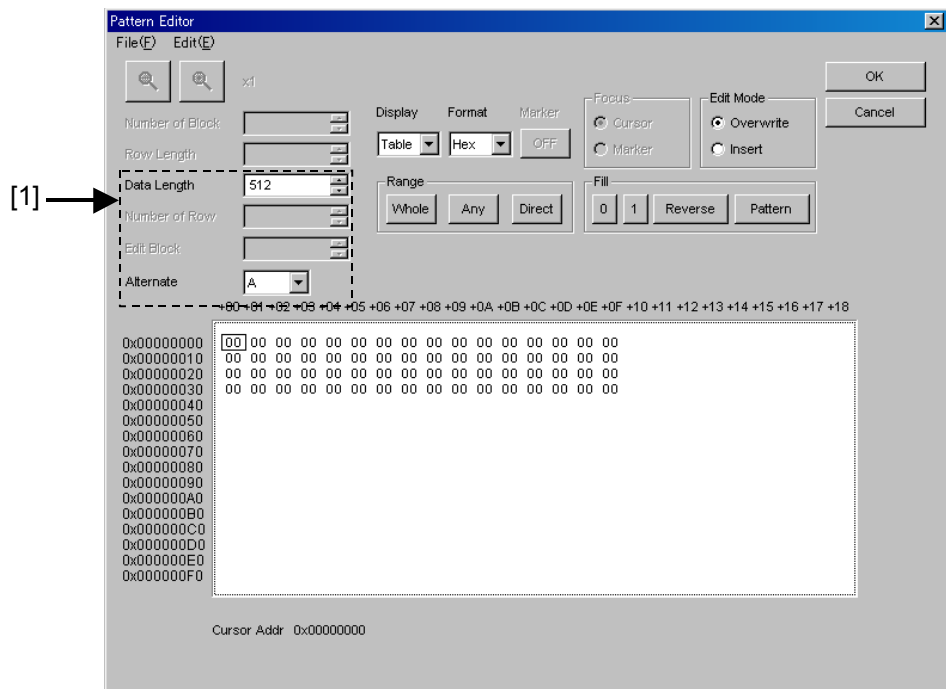 Pattern Editor
File(F) Edit(E)
x1
OK
Cancel
Number of Block
Row Length
Display Format Marker
Table Hex OFF
Focus
Cursor
Marker
Edit Mode
Overwrite
Insert
[1]
Data Length 512
Number of Row
Edit Block
Alternate A
Range
Whole Any Direct
Fill
0 1 Reverse Pattern
+00 +01 +02 +03 +04 +05 +06 +07 +08 +09 +0A +0B +0C +0D +0E +0F +10 +11 +12 +13 +14 +15 +16 +17 +18
0x00000000 00 00 00 00 00 00 00 00 00 00 00 00 00 00 00 00
0x00000010 00 00 00 00 00 00 00 00 00 00 00 00 00 00 00 00
0x00000020 00 00 00 00 00 00 00 00 00 00 00 00 00 00 00 00
0x00000030 00 00 00 00 00 00 00 00 00 00 00 00 00 00 00 00
0x00000040
0x00000050
0x00000060
0x00000070
0x00000080
0x00000090
0x000000A0
0x000000B0
0x000000C0
0x000000D0
0x000000E0
0x000000F0
Cursor Addr 0x00000000